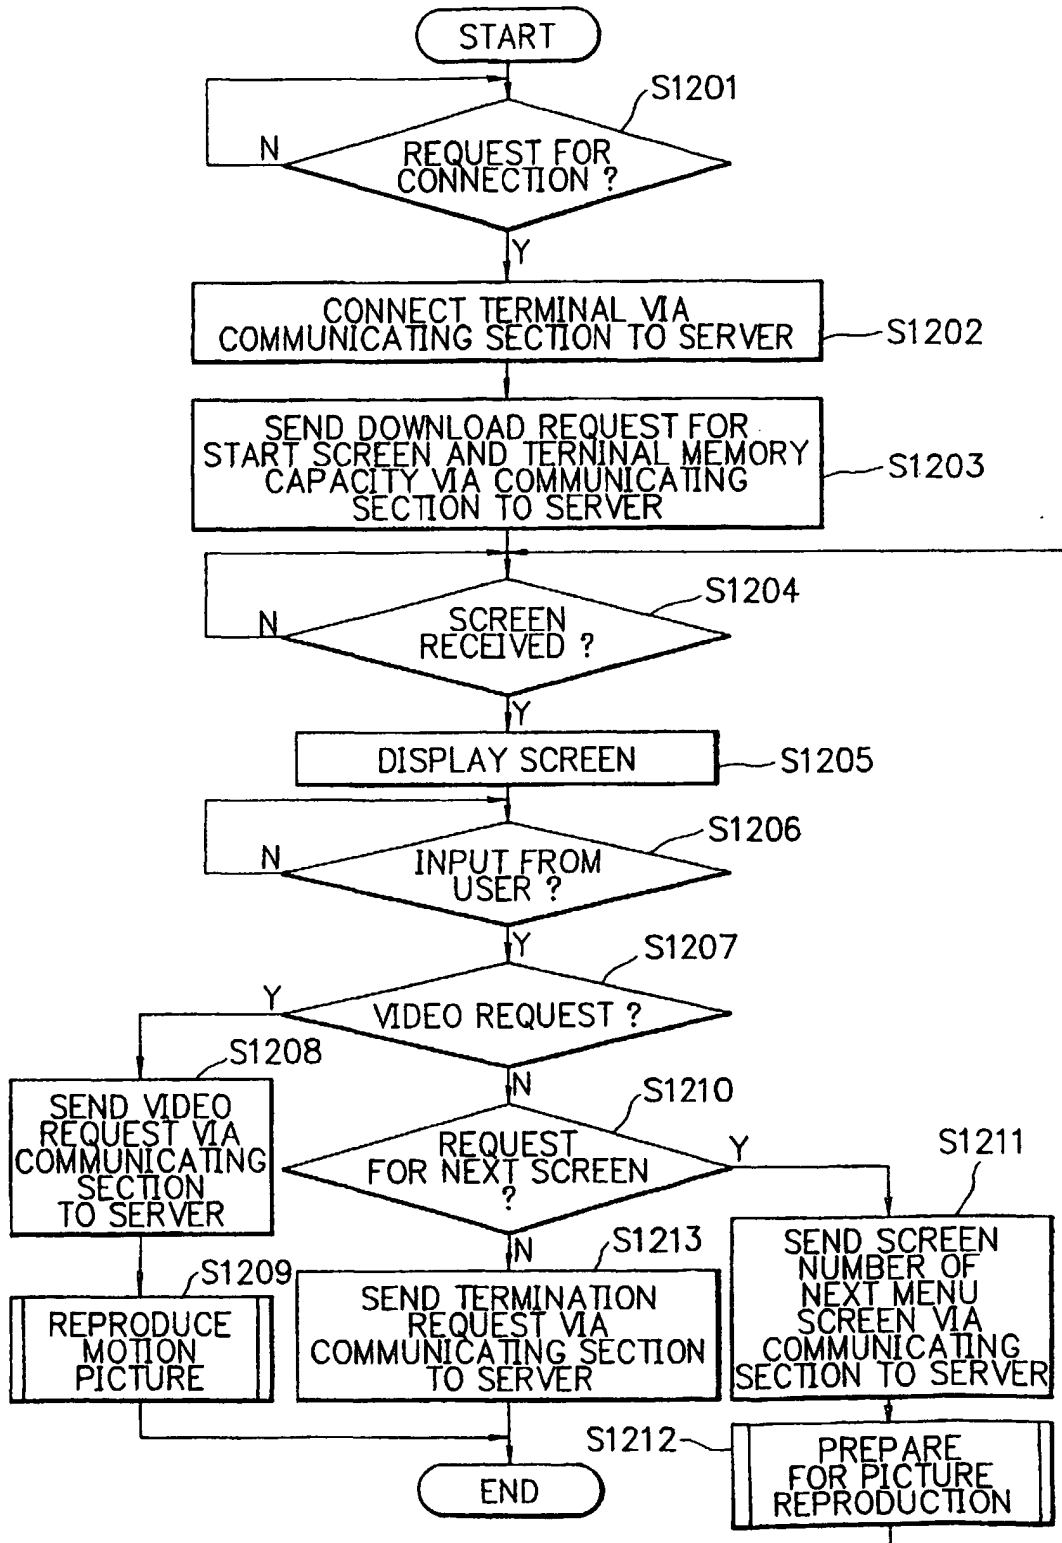 START
S1201
N
REQUEST FOR
CONNECTION ?
Y
CONNECT TERMINAL VIA
COMMUNICATING SECTION TO SERVER
S1202
SEND DOWNLOAD REQUEST FOR
START SCREEN AND TERNINAL MEMORY
CAPACITY VIA COMMUNICATING
SECTION TO SERVER
S1203
S1204
N
SCREEN
RECEIVED ?
Y
DISPLAY SCREEN
S1205
S1206
N
INPUT FROM
USER ?
Y
S1207
Y
VIDEO REQUEST ?
N
S1208
SEND VIDEO
REQUEST VIA
COMMUNICATING
SECTION
TO SERVER
S1210
REQUEST
FOR NEXT SCREEN
?
Y
N
S1211
SEND SCREEN
NUMBER OF
NEXT MENU
SCREEN VIA
COMMUNICATING
SECTION TO SERVER
S1209
REPRODUCE
MOTION
PICTURE
S1213
SEND TERMINATION
REQUEST VIA
COMMUNICATING SECTION
TO SERVER
S1212
PREPARE
FOR PICTURE
REPRODUCTION
END